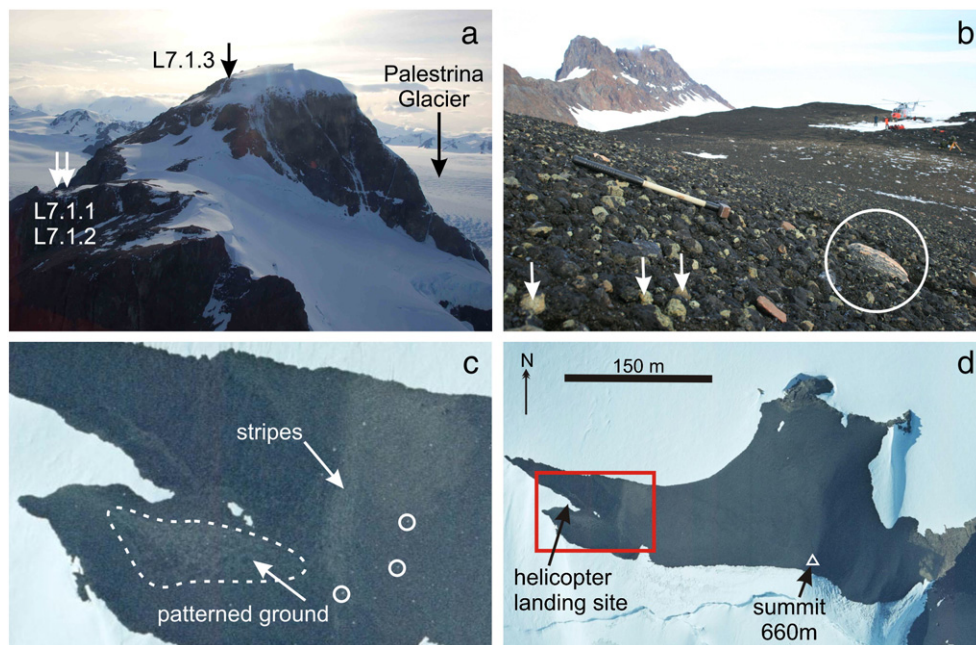 a
L7.1.3
Palestrina
Glacier
L7.1.1
L7.1.2
b
c
stripes
patterned ground
d
N
150 m
helicopter
landing site
summit
660m